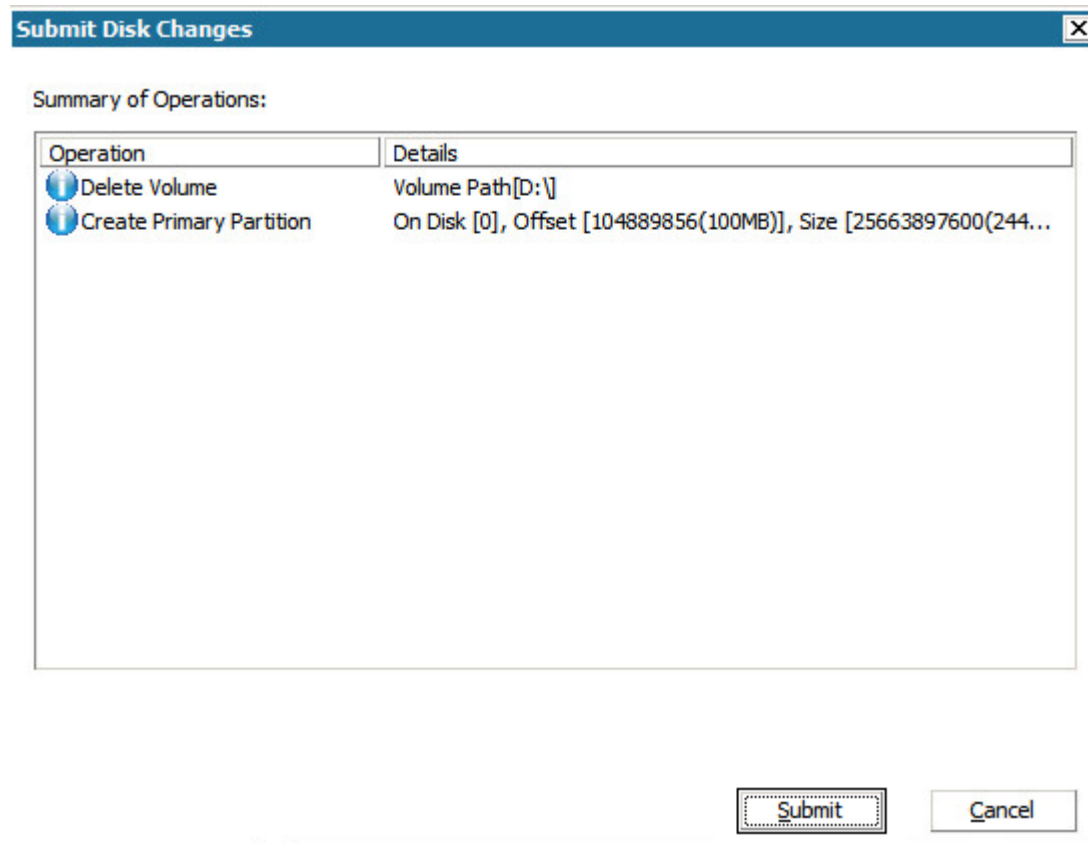 Submit Disk Changes
Summary of Operations:
Operation Details
Delete Volume Volume Path[D:\]
Create Primary Partition On Disk [0], Offset [104889856(100MB)], Size [25663897600(244...
Submit Cancel